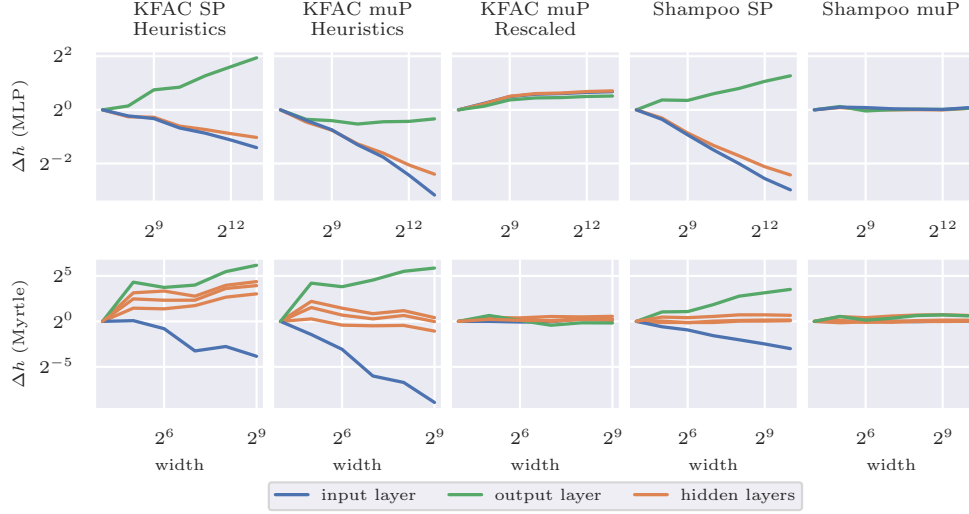 KFAC SP
Heuristics
KFAC muP
Heuristics
KFAC muP
Rescaled
Shampoo SP
Shampoo muP
Δh (MLP)
2^2
2^0
2^-2
2^9 2^12
2^9 2^12
2^9 2^12
2^9 2^12
2^9 2^12
Δh (Myrtle)
2^5
2^0
2^-5
2^6 2^9
2^6 2^9
2^6 2^9
2^6 2^9
2^6 2^9
width width width width width
input layer output layer hidden layers